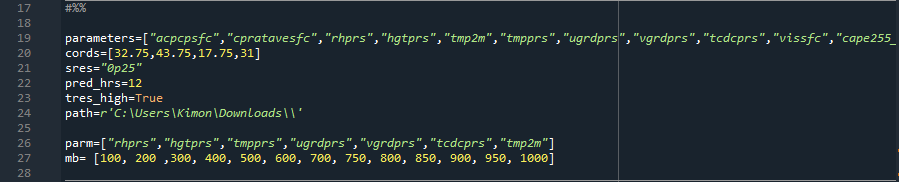 17 #%%
18
19 parameters=["acpcpsfc","cpratavesfc","rhprs","hgtprs","tmp2m","tmpprs","ugrdprs","vgrdprs","tcdcprs","vissfc","cape255_
20 cords=[32.75,43.75,17.75,31]
21 sres="0p25"
22 pred_hrs=12
23 tres_high=True
24 path=r'C:\Users\Kimon\Downloads\\'
25
26 parm=["rhprs","hgtprs","tmpprs","ugrdprs","vgrdprs","tcdcprs","tmp2m"]
27 mb= [100, 200 ,300, 400, 500, 600, 700, 750, 800, 850, 900, 950, 1000]
28